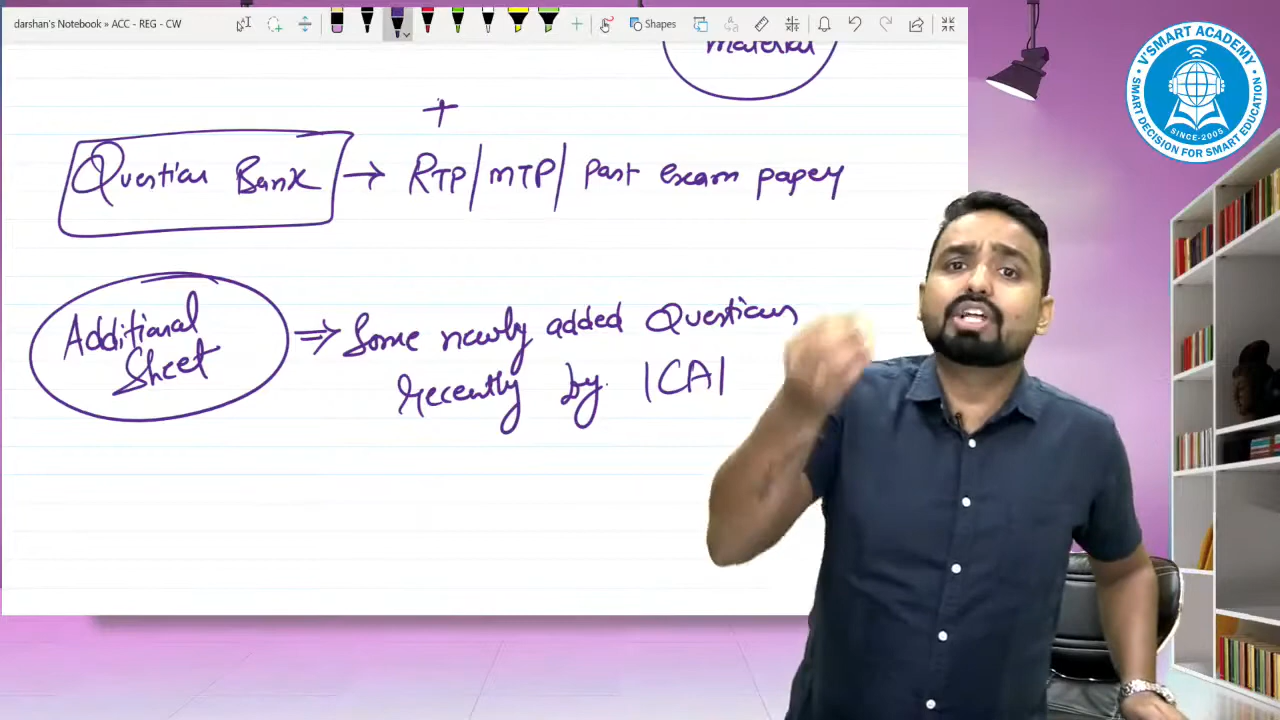 darshan's Notebook » ACC - REG - CW
Shapes
V'SMART ACADEMY
SINCE-2005
SMART DECISION FOR SMART EDUCATION
Material
+
Question Bank → RTP/MTP/ Past exam papers
Additional ⇒ Some newly added Questions
Sheet recently by ICAI